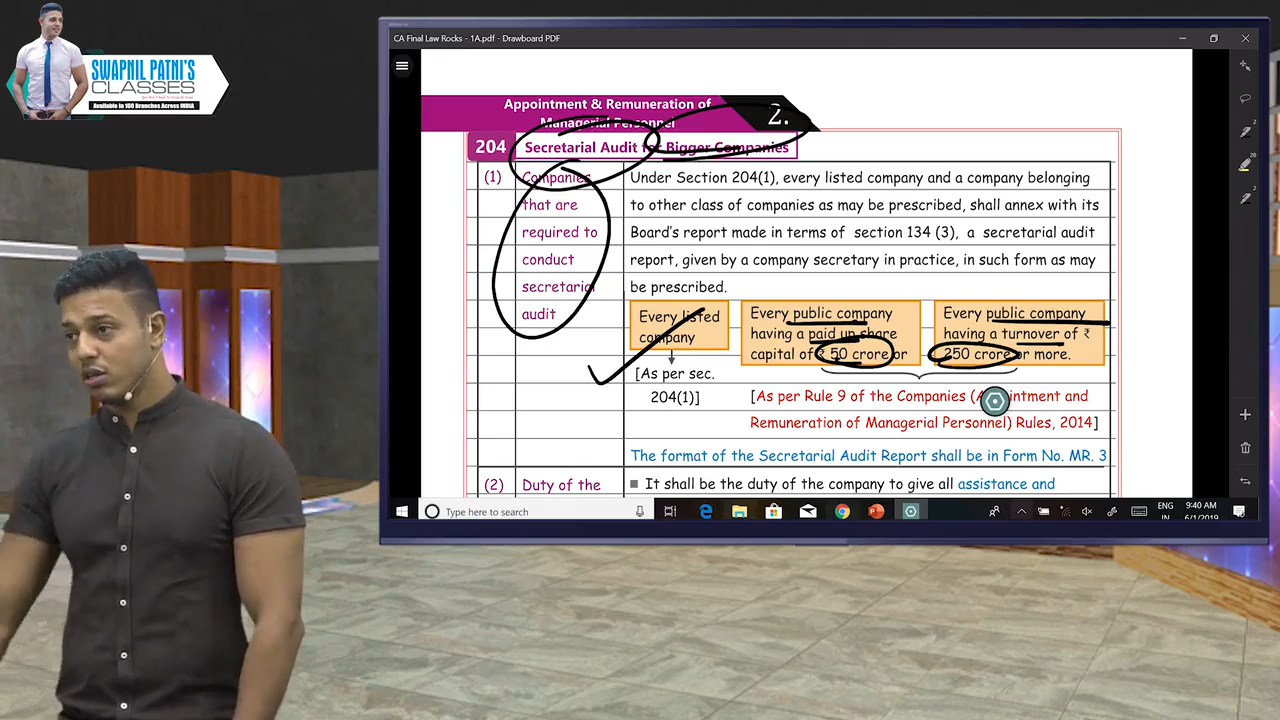 SWAPNIL PATNI'S
CLASSES
Available in 160 Branches Across INDIA
CA Final Law Rocks - 1A.pdf - Drawboard PDF
Appointment & Remuneration of
Managerial Personnel
2.
204 Secretarial Audit for Bigger Companies
(1) Companies that are required to conduct secretarial audit
Under Section 204(1), every listed company and a company belonging
to other class of companies as may be prescribed, shall annex with its
Board's report made in terms of section 134 (3), a secretarial audit
report, given by a company secretary in practice, in such form as may
be prescribed.
Every listed
company
[As per sec.
204(1)]
Every public company
having a paid up share
capital of ₹ 50 crore or
Every public company
having a turnover of ₹
250 crore or more.
[As per Rule 9 of the Companies (Appointment and
Remuneration of Managerial Personnel) Rules, 2014]
The format of the Secretarial Audit Report shall be in Form No. MR. 3
(2) Duty of the
■ It shall be the duty of the company to give all assistance and
Type here to search
ENG
IN
9:40 AM
6/1/2019